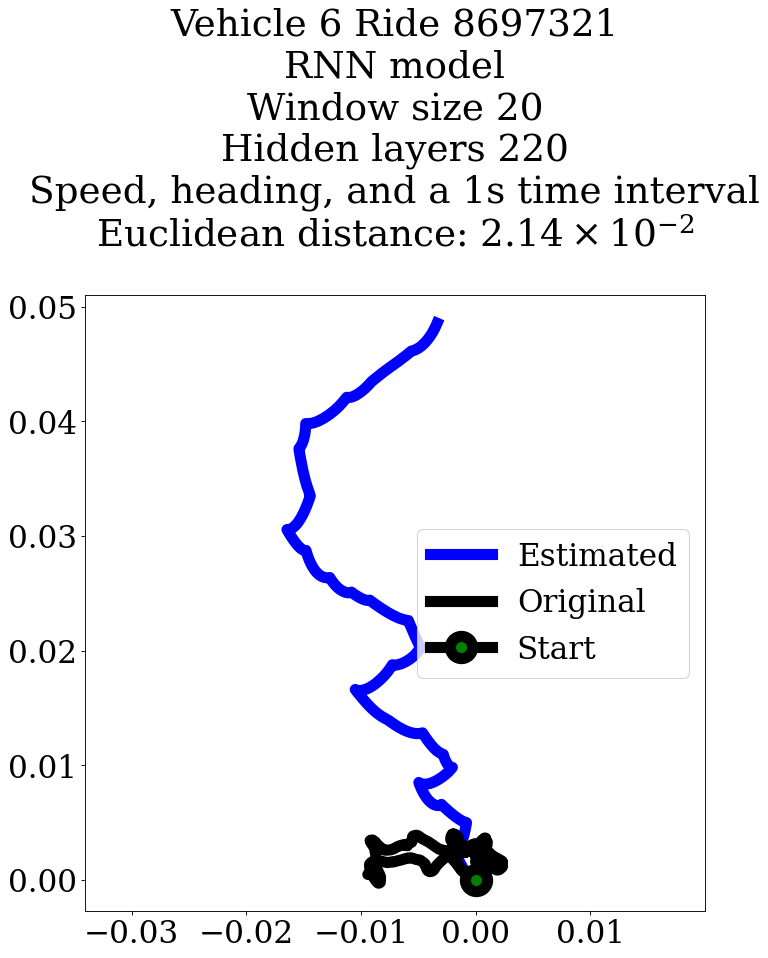 Vehicle 6 Ride 8697321
RNN model
Window size 20
Hidden layers 220
Speed, heading, and a 1s time interval
Euclidean distance: 2.14 × 10⁻²
0.05
0.04
0.03
0.02
0.01
0.00
Estimated
Original
Start
−0.03 −0.02 −0.01 0.00 0.01